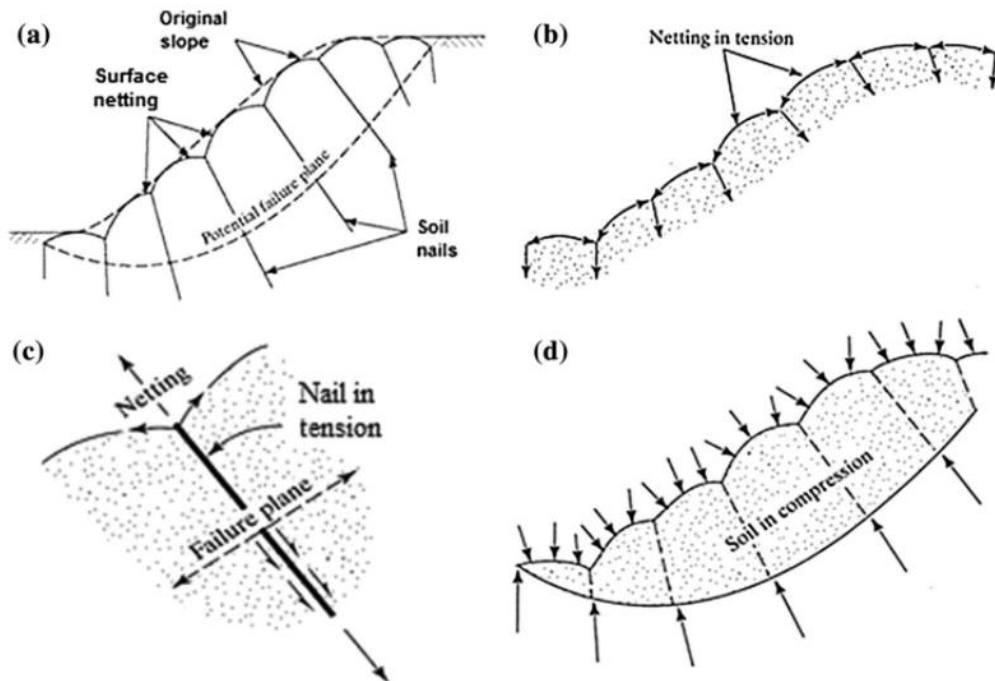 (a)
Original
slope
Surface
netting
Potential failure plane
Soil
nails
(b)
Netting in tension
(c)
Netting
Nail in
tension
Failure plane
(d)
Soil in compression